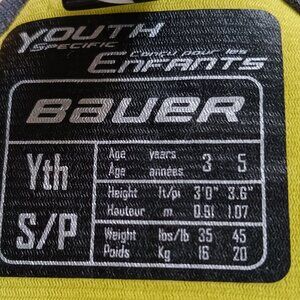 Youth
Specific Conçu pour les
Enfants
Bauer
Yth
S/P
Age years 3 5
Age années
Height ft/pi 3'0" 3.6"
Hauteur m 0.91 1.07
Weight lbs/lb 35 45
Poids Kg 16 20